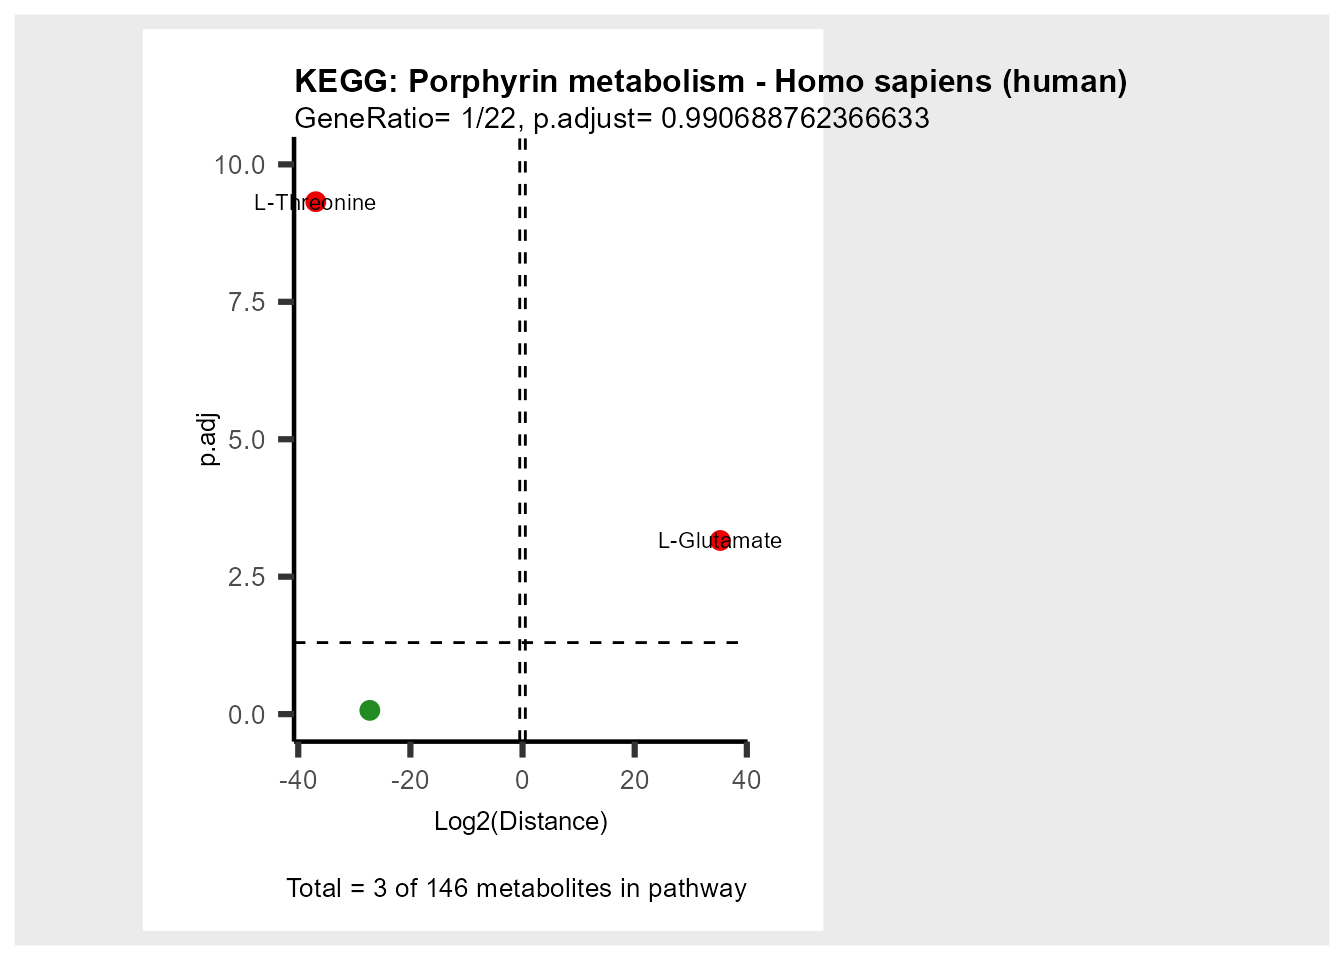 KEGG: Porphyrin metabolism - Homo sapiens (human)
GeneRatio= 1/22, p.adjust= 0.990688762366633
10.0
L-Threonine
7.5
p.adj
5.0
L-Glutamate
2.5
0.0
-40 -20 0 20 40
Log2(Distance)
Total = 3 of 146 metabolites in pathway